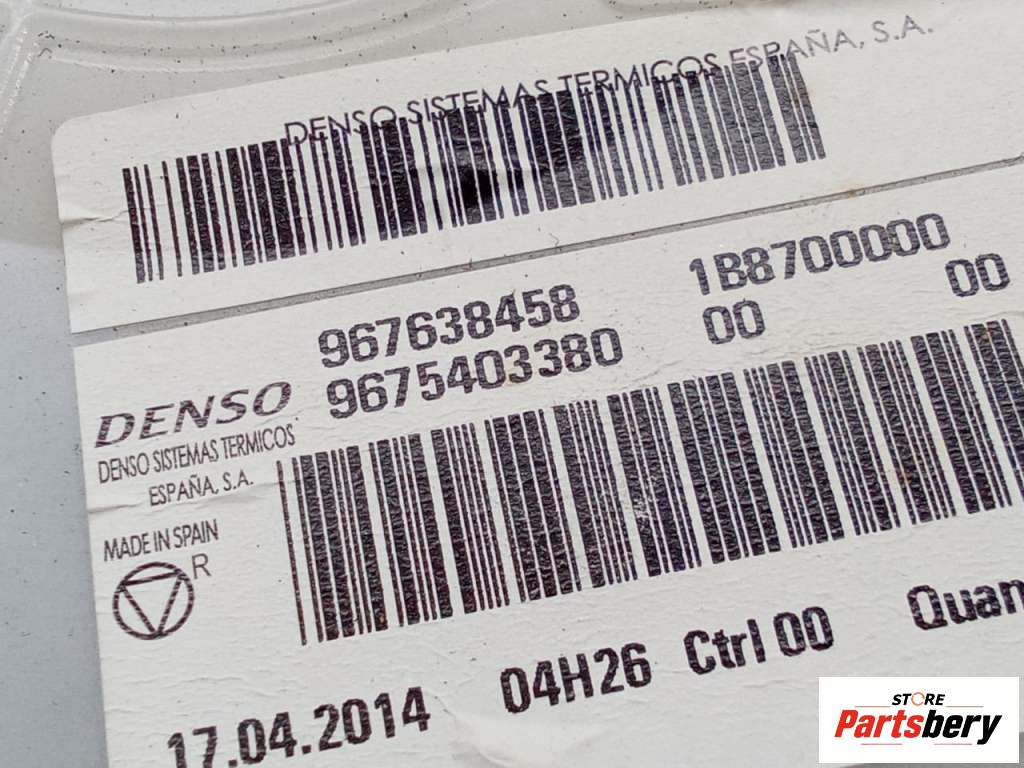 DENSO SISTEMAS TERMICOS ESPAÑA, S.A.
967638458 1B8700000
9675403380 00 00
DENSO
DENSO SISTEMAS TERMICOS
ESPAÑA, S.A.
MADE IN SPAIN
R
17.04.2014 04H26 Ctrl 00 Quan
STORE
Partsbery